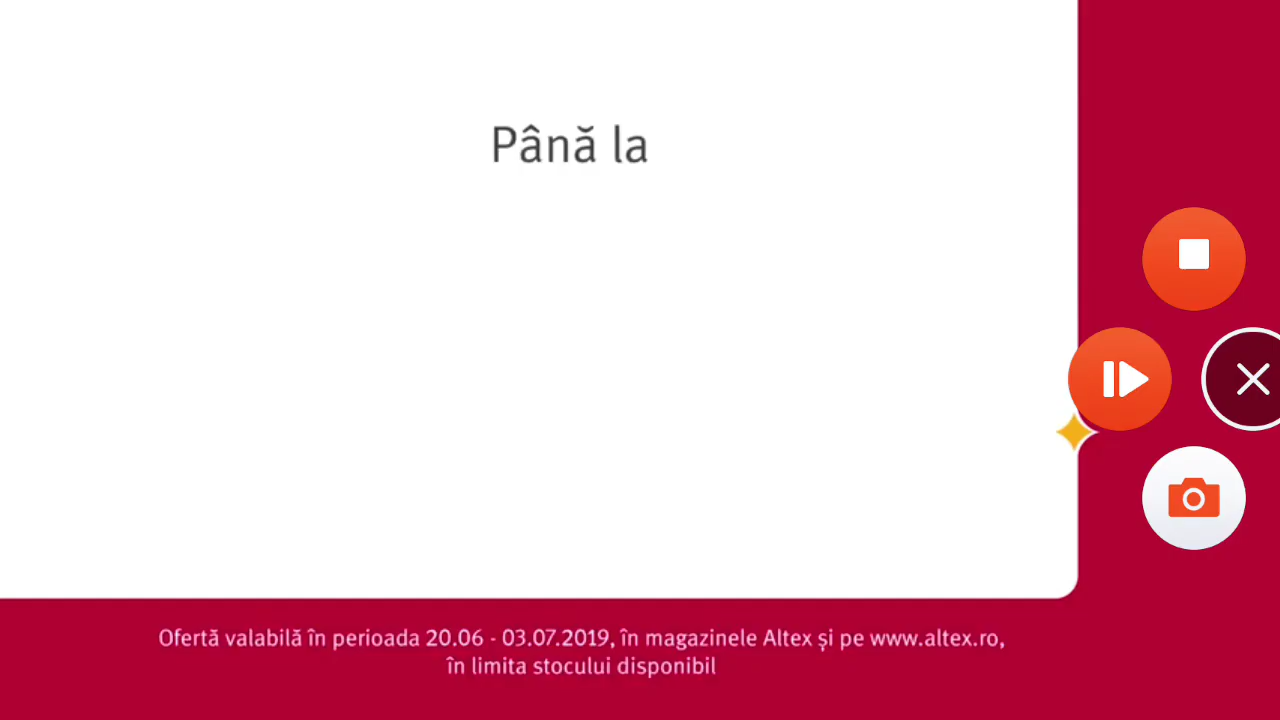 Până la
Ofertă valabilă în perioada 20.06 - 03.07.2019, în magazinele Altex și pe www.altex.ro,
în limita stocului disponibil